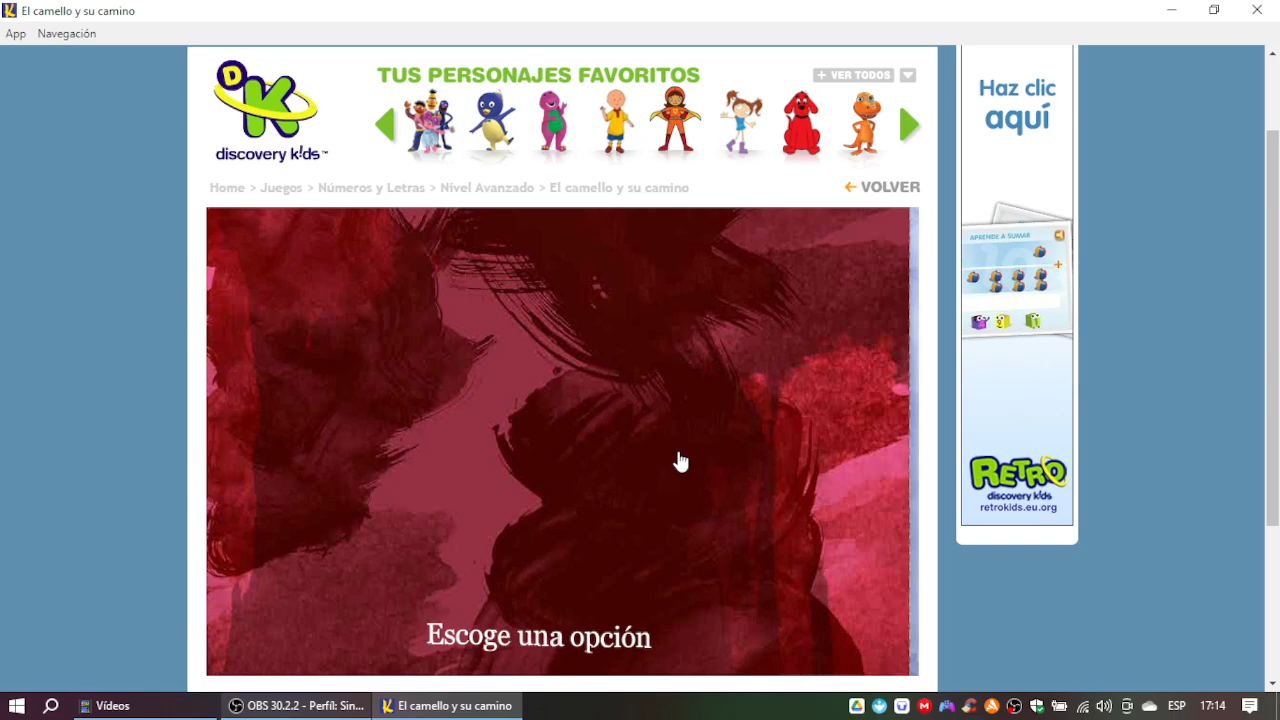 El camello y su camino
App Navegación
D K
discovery k!ds™
TUS PERSONAJES FAVORITOS
+ VER TODOS
Home > Juegos > Números y Letras > Nivel Avanzado > El camello y su camino
← VOLVER
Escoge una opción
Haz clic
aquí
APRENDE A SUMAR
+
RETRO
discovery k!ds
retrokids.eu.org
Vídeos
OBS 30.2.2 - Perfil: Sin...
El camello y su camino
ESP
17:14